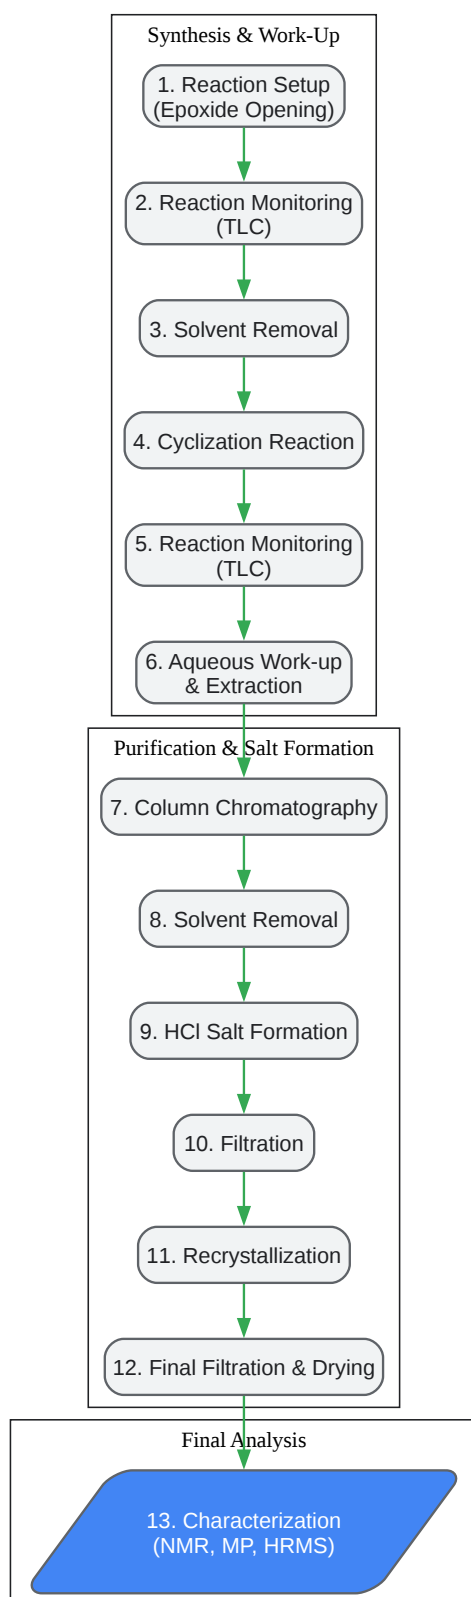 Synthesis & Work-Up
1. Reaction Setup
(Epoxide Opening)
2. Reaction Monitoring
(TLC)
3. Solvent Removal
4. Cyclization Reaction
5. Reaction Monitoring
(TLC)
6. Aqueous Work-up
& Extraction
Purification & Salt Formation
7. Column Chromatography
8. Solvent Removal
9. HCl Salt Formation
10. Filtration
11. Recrystallization
12. Final Filtration & Drying
Final Analysis
13. Characterization
(NMR, MP, HRMS)